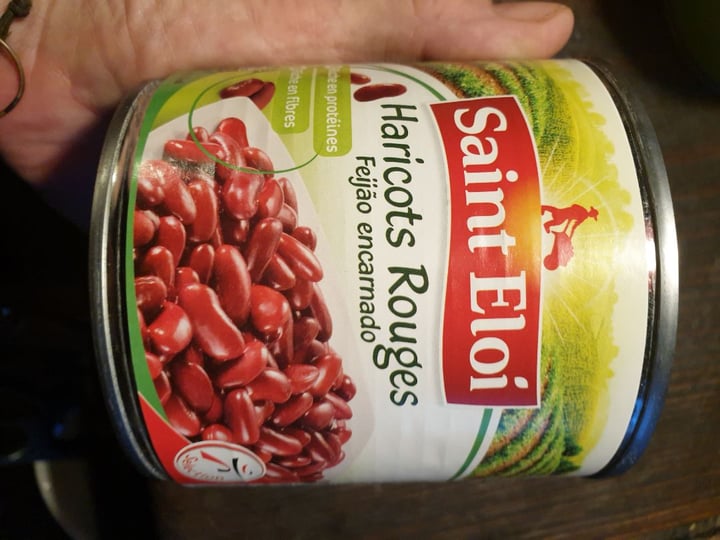 Saint Eloi
Haricots Rouges
Feijão encarnado
en protéines
en fibres